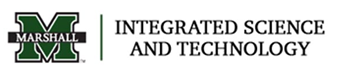 MARSHALL
INTEGRATED SCIENCE
AND TECHNOLOGY